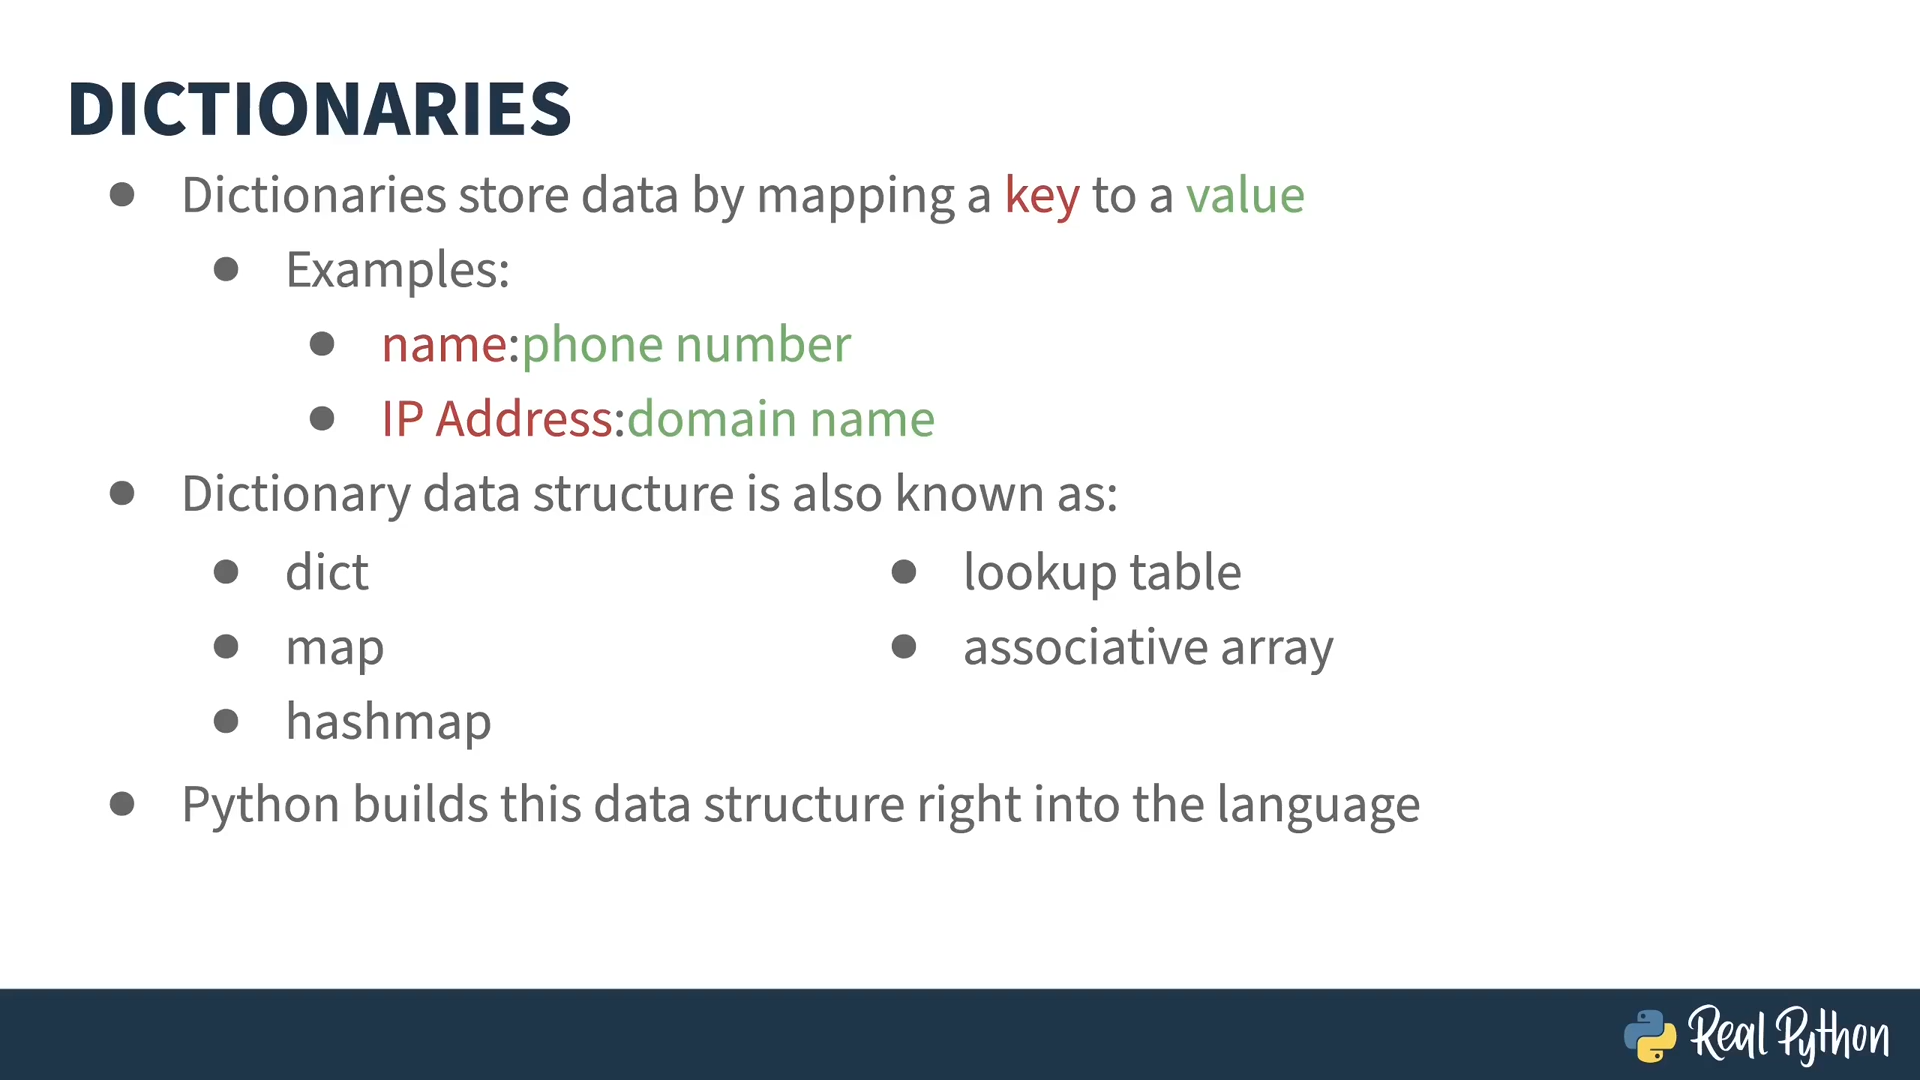 DICTIONARIES
● Dictionaries store data by mapping a key to a value
● Examples:
● name:phone number
● IP Address:domain name
● Dictionary data structure is also known as:
● dict
● map
● hashmap
● lookup table
● associative array
● Python builds this data structure right into the language
Real Python